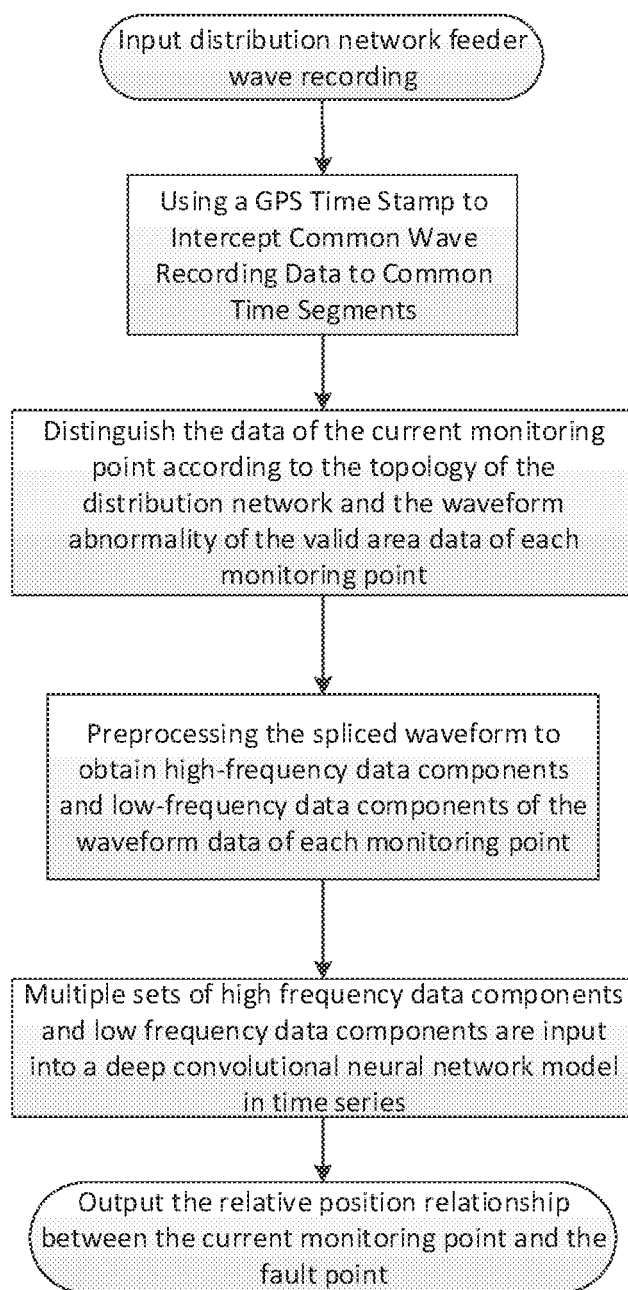 Input distribution network feeder
wave recording
Using a GPS Time Stamp to
Intercept Common Wave
Recording Data to Common
Time Segments
Distinguish the data of the current monitoring
point according to the topology of the
distribution network and the waveform
abnormality of the valid area data of each
monitoring point
Preprocessing the spliced waveform to
obtain high-frequency data components
and low-frequency data components of the
waveform data of each monitoring point
Multiple sets of high frequency data components
and low frequency data components are input
into a deep convolutional neural network model
in time series
Output the relative position relationship
between the current monitoring point and the
fault point